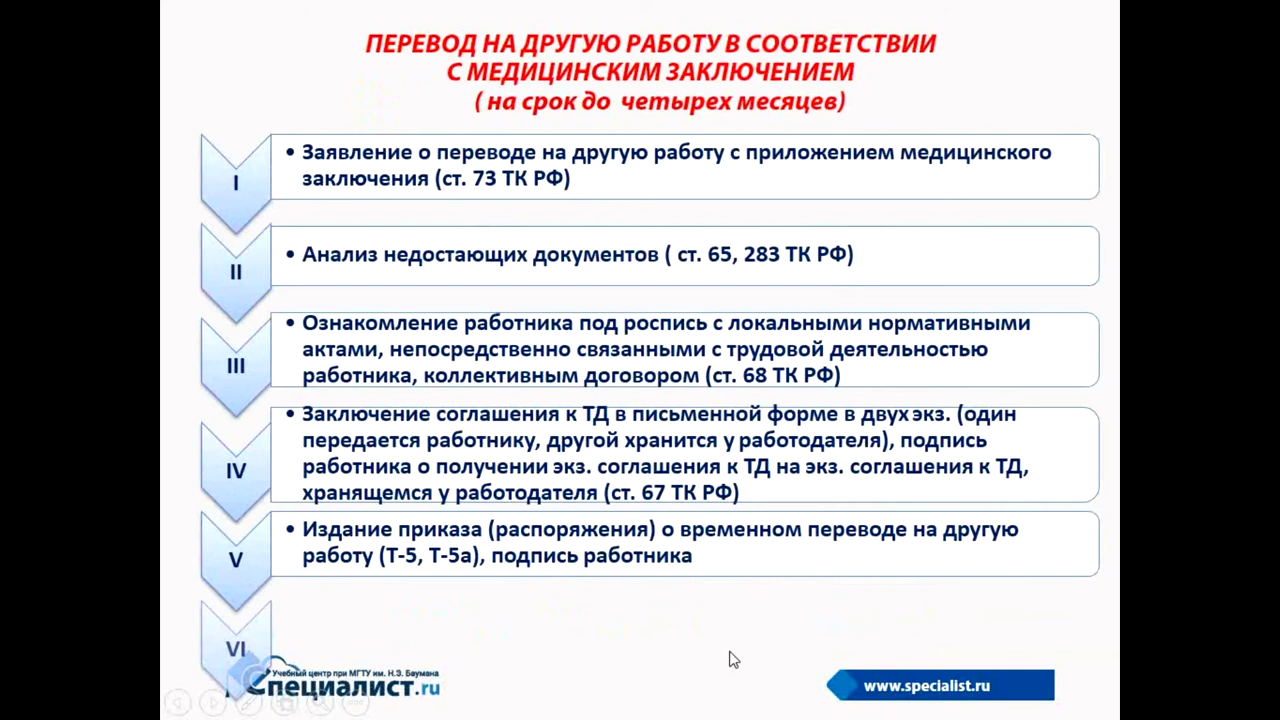 ПЕРЕВОД НА ДРУГУЮ РАБОТУ В СООТВЕТСТВИИ
С МЕДИЦИНСКИМ ЗАКЛЮЧЕНИЕМ
( на срок до четырех месяцев)
I
• Заявление о переводе на другую работу с приложением медицинского
заключения (ст. 73 ТК РФ)
II
• Анализ недостающих документов ( ст. 65, 283 ТК РФ)
III
• Ознакомление работника под роспись с локальными нормативными
актами, непосредственно связанными с трудовой деятельностью
работника, коллективным договором (ст. 68 ТК РФ)
IV
• Заключение соглашения к ТД в письменной форме в двух экз. (один
передается работнику, другой хранится у работодателя), подпись
работника о получении экз. соглашения к ТД на экз. соглашения к ТД,
хранящемся у работодателя (ст. 67 ТК РФ)
V
• Издание приказа (распоряжения) о временном переводе на другую
работу (Т-5, Т-5а), подпись работника
VI
Учебный центр при МГТУ им. Н.Э. Баумана
Специалист.ru
www.specialist.ru